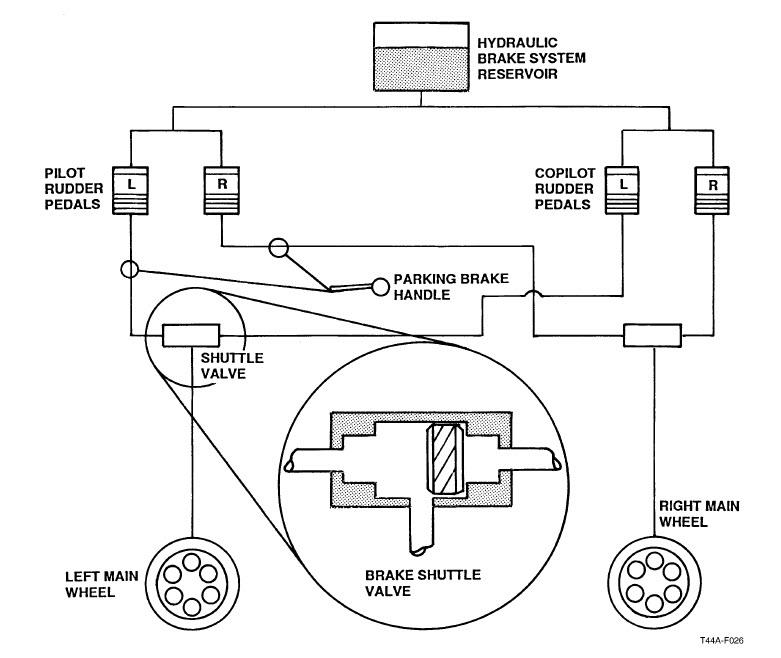 HYDRAULIC
BRAKE SYSTEM
RESERVOIR
PILOT
RUDDER
PEDALS
L
R
COPILOT
RUDDER
PEDALS
L
R
PARKING BRAKE
HANDLE
SHUTTLE
VALVE
RIGHT MAIN
WHEEL
LEFT MAIN
WHEEL
BRAKE SHUTTLE
VALVE
T44A-F026